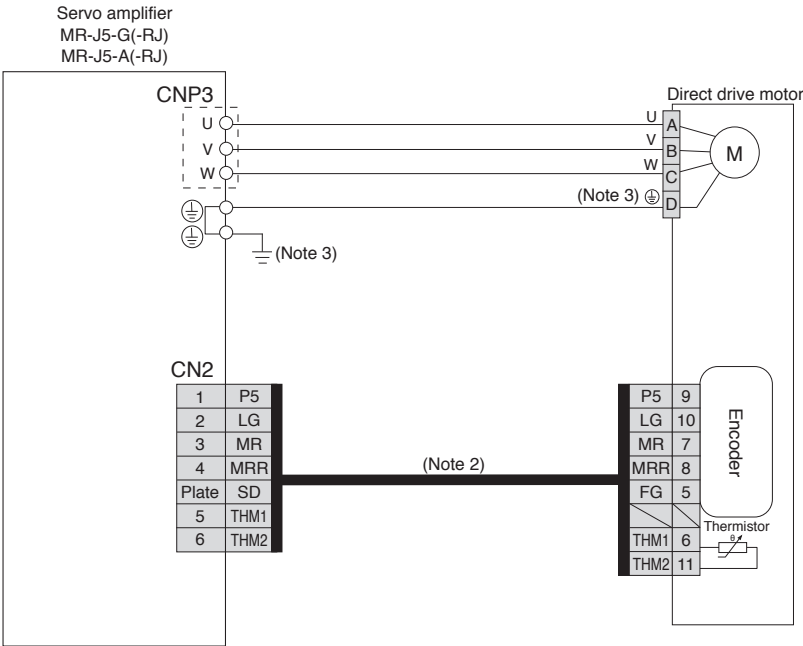 Servo amplifier
MR-J5-G(-RJ)
MR-J5-A(-RJ)
CNP3
Direct drive motor
U
U
A
V
V
B
M
W
W
C
(Note 3)
D
(Note 3)
CN2
1 P5
P5 9
2 LG
LG 10
3 MR
MR 7
4 MRR
(Note 2)
MRR 8
Plate SD
FG 5
Encoder
5 THM1
Thermistor
6 THM2
THM1 6
θ
THM2 11